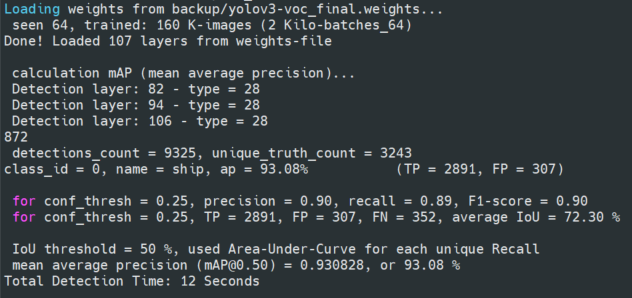 Loading weights from backup/yolov3-voc_final.weights...
seen 64, trained: 160 K-images (2 Kilo-batches_64)
Done! Loaded 107 layers from weights-file
calculation mAP (mean average precision)...
Detection layer: 82 - type = 28
Detection layer: 94 - type = 28
Detection layer: 106 - type = 28
872
detections_count = 9325, unique_truth_count = 3243
class_id = 0, name = ship, ap = 93.08% (TP = 2891, FP = 307)
for conf_thresh = 0.25, precision = 0.90, recall = 0.89, F1-score = 0.90
for conf_thresh = 0.25, TP = 2891, FP = 307, FN = 352, average IoU = 72.30 %
IoU threshold = 50 %, used Area-Under-Curve for each unique Recall
mean average precision (mAP@0.50) = 0.930828, or 93.08 %
Total Detection Time: 12 Seconds